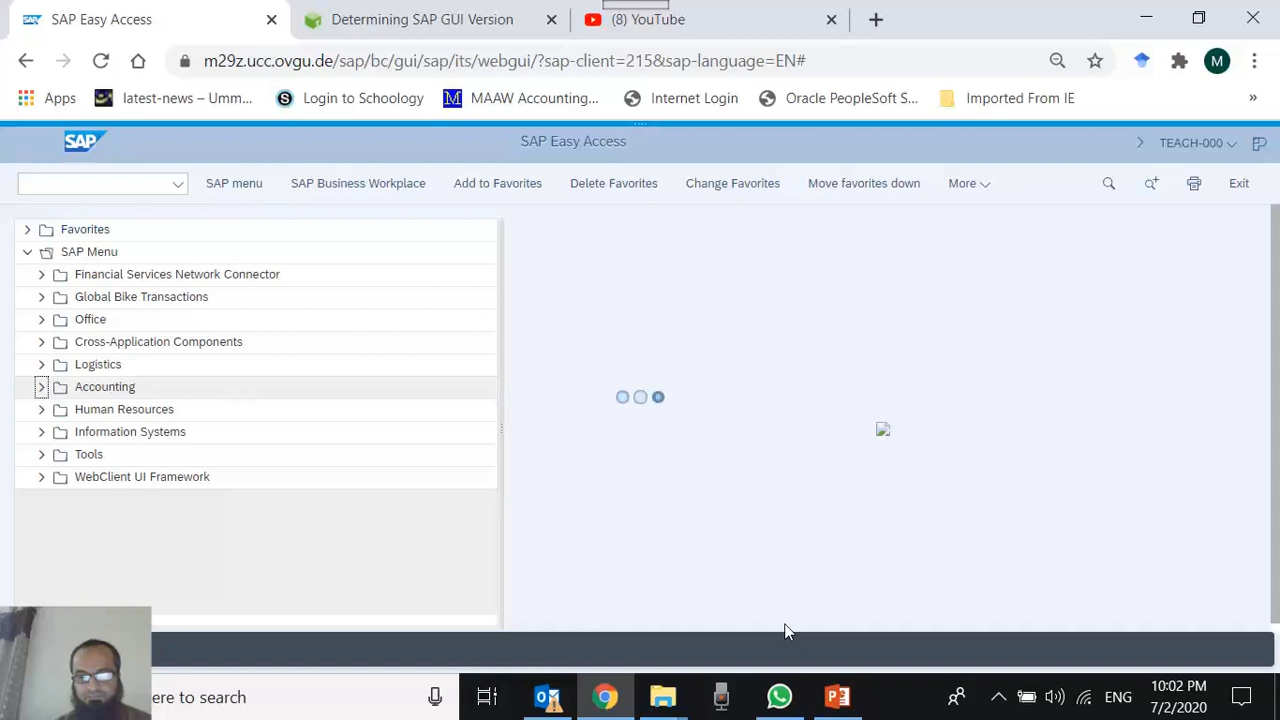 SAP Easy Access
Determining SAP GUI Version
(8) YouTube
m29z.ucc.ovgu.de/sap/bc/gui/sap/its/webgui/?sap-client=215&sap-language=EN#
M
Apps
latest-news – Umm...
Login to Schoology
MAAW Accounting...
Internet Login
Oracle PeopleSoft S...
Imported From IE
SAP
SAP Easy Access
TEACH-000
SAP menu
SAP Business Workplace
Add to Favorites
Delete Favorites
Change Favorites
Move favorites down
More
Exit
Favorites
SAP Menu
Financial Services Network Connector
Global Bike Transactions
Office
Cross-Application Components
Logistics
Accounting
Human Resources
Information Systems
Tools
WebClient UI Framework
here to search
ENG
10:02 PM
7/2/2020